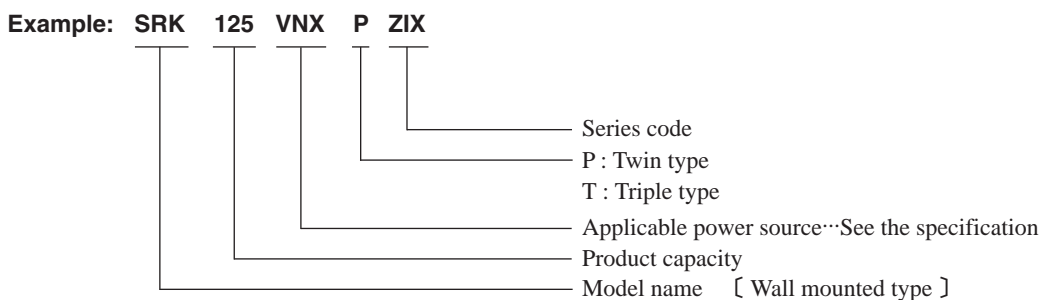 Example: SRK 125 VNX P ZIX
Series code
P : Twin type
T : Triple type
Applicable power source···See the specification
Product capacity
Model name 〔 Wall mounted type 〕